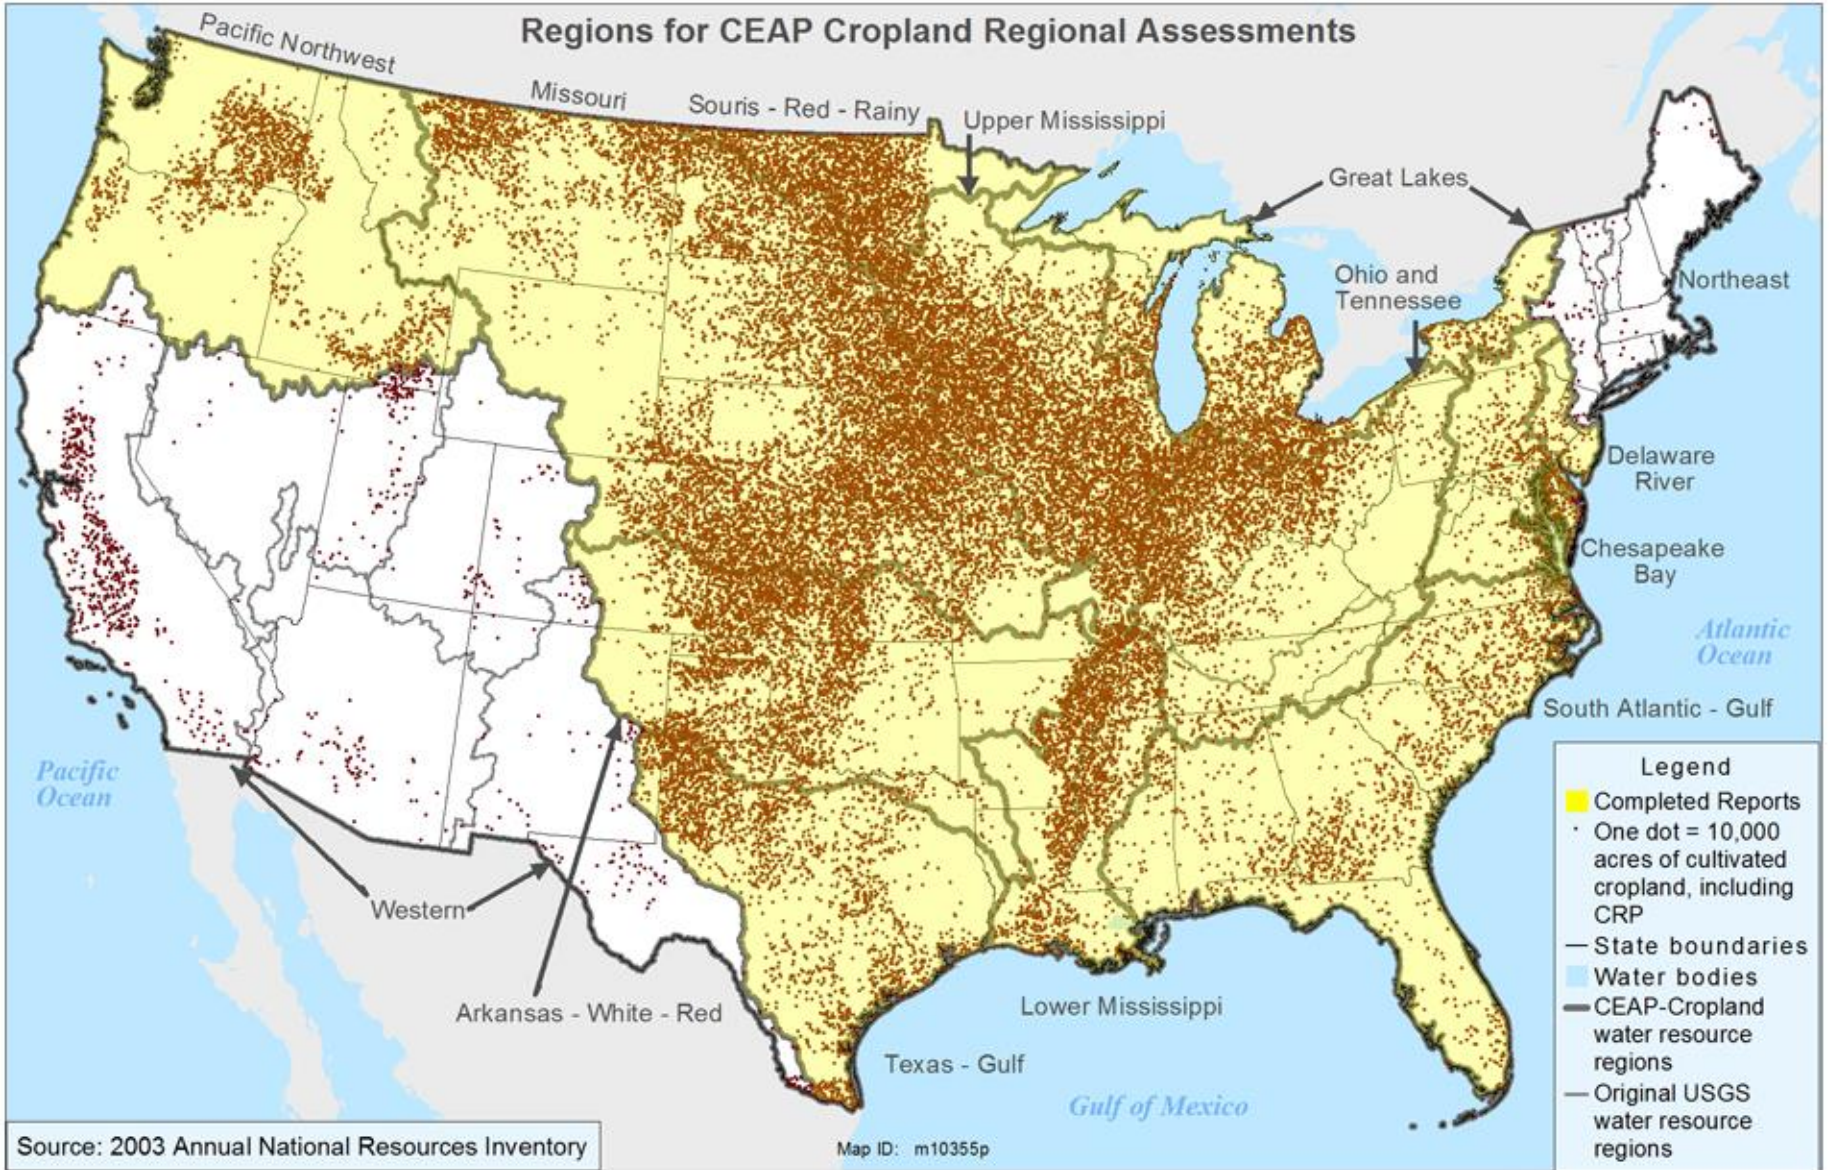 Regions for CEAP Cropland Regional Assessments
Pacific Northwest
Missouri
Souris - Red - Rainy
Upper Mississippi
Great Lakes
Ohio and
Tennessee
Northeast
Delaware
River
Chesapeake
Bay
Atlantic
Ocean
South Atlantic - Gulf
Pacific
Ocean
Western
Arkansas - White - Red
Lower Mississippi
Texas - Gulf
Gulf of Mexico
Legend
Completed Reports
One dot = 10,000
acres of cultivated
cropland, including
CRP
State boundaries
Water bodies
CEAP-Cropland
water resource
regions
Original USGS
water resource
regions
Source: 2003 Annual National Resources Inventory
Map ID: m10355p